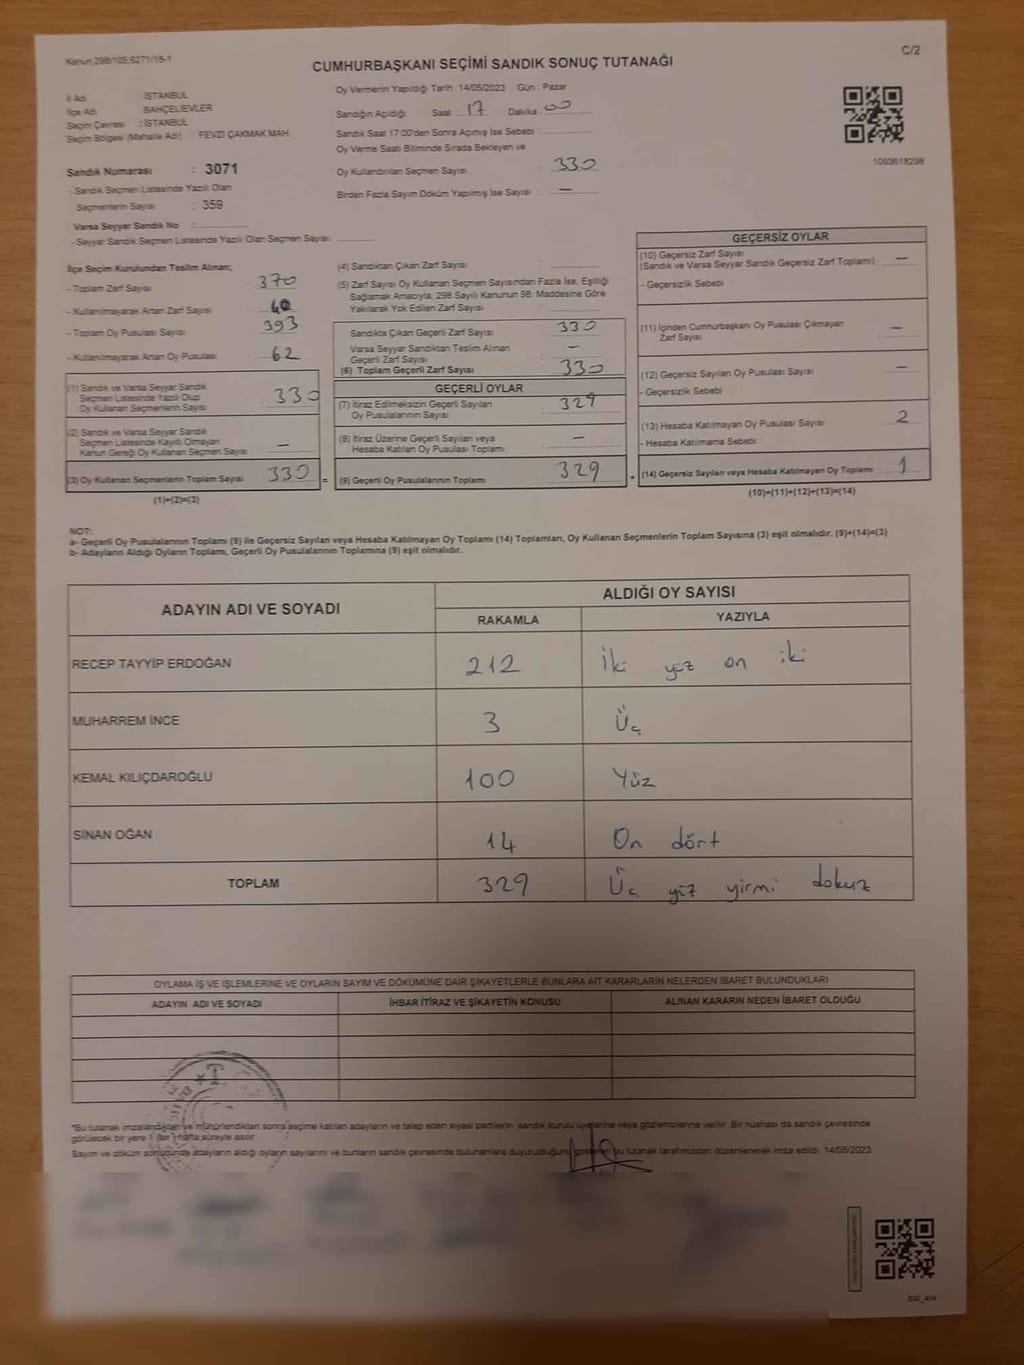 Kanun,298/105,6271/15-1
C/2
CUMHURBAŞKANI SEÇİMİ SANDIK SONUÇ TUTANAĞI
İl Adı : İSTANBUL
İlçe Adı : BAHÇELİEVLER
Seçim Çevresi : İSTANBUL
Seçim Bölgesi (Mahalle Adı) : FEVZİ ÇAKMAK MAH.
Sandık Numarası : 3071
- Sandık Seçmen Listesinde Yazılı Olan
Seçmenlerin Sayısı : 359
Varsa Seyyar Sandık No :
- Seyyar Sandık Seçmen Listesinde Yazılı Olan Seçmen Sayısı:
Oy Vermenin Yapıldığı Tarih : 14/05/2023 Gün : Pazar
Sandığın Açıldığı Saat : 17 Dakika : 00
Sandık Saat 17:00'den Sonra Açılmış İse Sebebi :
Oy Verme Saati Bitiminde Sırada Bekleyen ve
Oy Kullandırılan Seçmen Sayısı : 330
Birden Fazla Sayım Döküm Yapılmış İse Sayısı : —
1093618298
İlçe Seçim Kurulundan Teslim Alınan;
- Toplam Zarf Sayısı : 370
- Kullanılmayarak Artan Zarf Sayısı : 40
- Toplam Oy Pusulası Sayısı : 393
- Kullanılmayarak Artan Oy Pusulası : 62
(1) Sandık ve Varsa Seyyar Sandık
Seçmen Listesinde Yazılı Olup
Oy Kullanan Seçmenlerin Sayısı : 330
(2) Sandık ve Varsa Seyyar Sandık
Seçmen Listesinde Kayıtlı Olmayan
Kanun Gereği Oy Kullanan Seçmen Sayısı : —
(3) Oy Kullanan Seçmenlerin Toplam Sayısı : 330 =
(1)+(2)=(3)
(4) Sandıktan Çıkan Zarf Sayısı :
(5) Zarf Sayısı Oy Kullanan Seçmen Sayısından Fazla İse, Eşitliği
Sağlamak Amacıyla, 298 Sayılı Kanunun 98. Maddesine Göre
Yakılarak Yok Edilen Zarf Sayısı :
Sandıkta Çıkan Geçerli Zarf Sayısı : 330
Varsa Seyyar Sandıktan Teslim Alınan
Geçerli Zarf Sayısı : —
(6) Toplam Geçerli Zarf Sayısı : 330
GEÇERLİ OYLAR
(7) İtiraz Edilmeksizin Geçerli Sayılan
Oy Pusulalarının Sayısı : 329
(8) İtiraz Üzerine Geçerli Sayılan veya
Hesaba Katılan Oy Pusulası Toplamı : —
(9) Geçerli Oy Pusulalarının Toplamı : 329 +
GEÇERSİZ OYLAR
(10) Geçersiz Zarf Sayısı
(Sandık ve Varsa Seyyar Sandık Geçersiz Zarf Toplamı) : —
- Geçersizlik Sebebi :
(11) İçinden Cumhurbaşkanı Oy Pusulası Çıkmayan
Zarf Sayısı : —
(12) Geçersiz Sayılan Oy Pusulası Sayısı : —
- Geçersizlik Sebebi :
(13) Hesaba Katılmayan Oy Pusulası Sayısı : 2
- Hesaba Katılmama Sebebi :
(14) Geçersiz Sayılan veya Hesaba Katılmayan Oy Toplamı : 1
(10)+(11)+(12)+(13)=(14)
NOT:
a- Geçerli Oy Pusulalarının Toplamı (9) ile Geçersiz Sayılan veya Hesaba Katılmayan Oy Toplamı (14) Toplamları, Oy Kullanan Seçmenlerin Toplam Sayısına (3) eşit olmalıdır. (9)+(14)=(3)
b- Adayların Aldığı Oyların Toplamı, Geçerli Oy Pusulalarının Toplamına (9) eşit olmalıdır.
ADAYIN ADI VE SOYADI
ALDIĞI OY SAYISI
RAKAMLA YAZIYLA
RECEP TAYYİP ERDOĞAN 212 İki yüz on iki
MUHARREM İNCE 3 Üç
KEMAL KILIÇDAROĞLU 100 Yüz
SİNAN OĞAN 14 On dört
TOPLAM 329 Üç yüz yirmi dokuz
OYLAMA İŞ VE İŞLEMLERİNE VE OYLARIN SAYIM VE DÖKÜMÜNE DAİR ŞİKAYETLERLE BUNLARA AİT KARARLARIN NELERDEN İBARET BULUNDUKLARI
ADAYIN ADI VE SOYADI İHBAR İTİRAZ VE ŞİKAYETİN KONUSU ALINAN KARARIN NEDEN İBARET OLDUĞU
"Bu tutanak imzalandıktan ve mühürlendikten sonra seçime katılan adayların ve talep eden siyasi partilerin, sandık kurulu üyelerine veya gözlemcilerine verilir. Bir nüshası da sandık çevresinde
görülecek bir yere 1 (bir) hafta süreyle asılır.
Sayım ve döküm sonucunda adayların aldığı oyların sayılarını ve bunların sandık çevresinde bulunanlara duyurulduğunu gösteren bu tutanak tarafımızdan düzenlenerek imza edildi. 14/05/2023